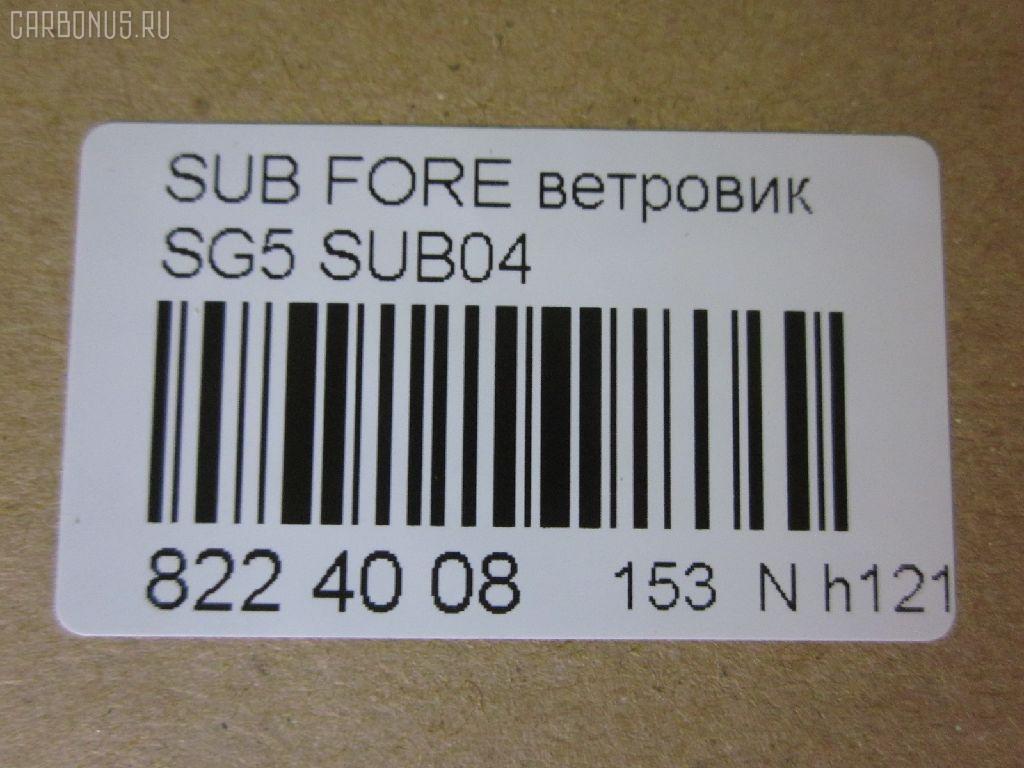 CARBONUS.RU
SUB FORE ветровик
SG5 SUB04
822 40 08 153 N h121